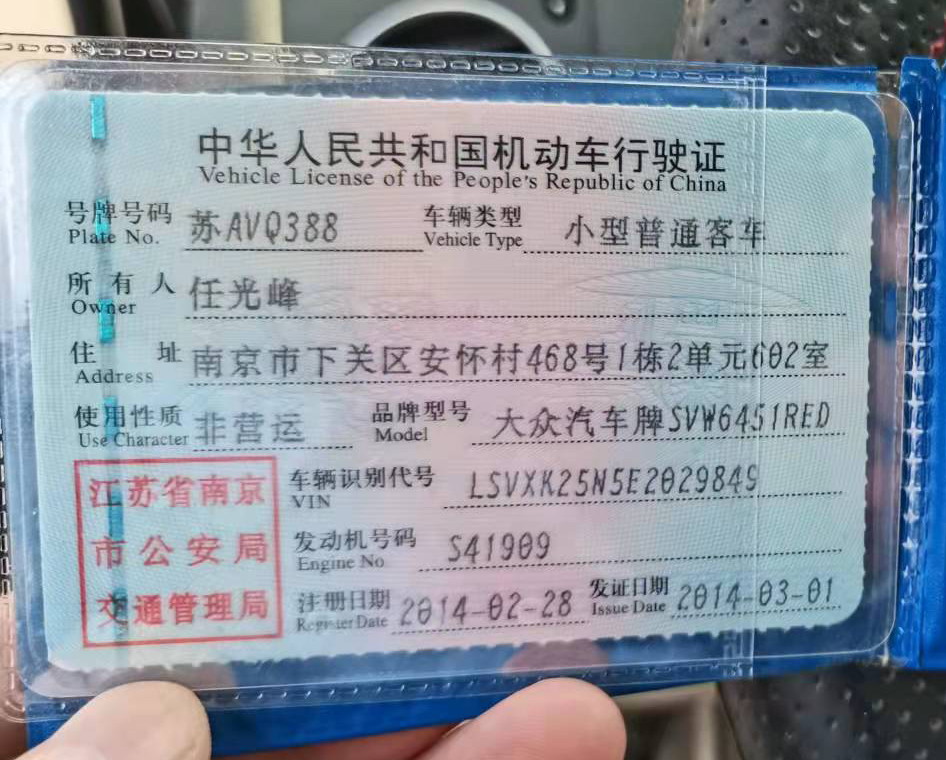 中华人民共和国机动车行驶证
Vehicle License of the People's Republic of China
号牌号码 苏AVQ388 车辆类型 小型普通客车
Plate No. Vehicle Type
所有人 任光峰
Owner
住址 南京市下关区安怀村468号1栋2单元602室
Address
使用性质 非营运 品牌型号 大众汽车牌SVW6451RED
Use Character Model
江苏省南京
市公安局
交通管理局
车辆识别代号 LSVXK25N5E2029849
VIN
发动机号码 S41909
Engine No.
注册日期 2014-02-28 发证日期 2014-03-01
Register Date Issue Date